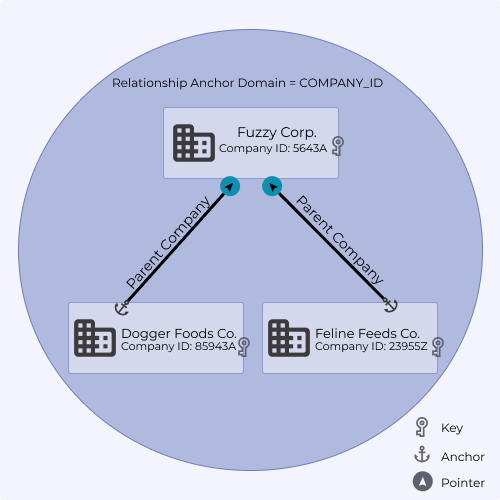 Relationship Anchor Domain = COMPANY_ID
Fuzzy Corp.
Company ID: 5643A
Parent Company
Parent Company
Dogger Foods Co.
Company ID: 85943A
Feline Feeds Co.
Company ID: 23955Z
Key
Anchor
Pointer